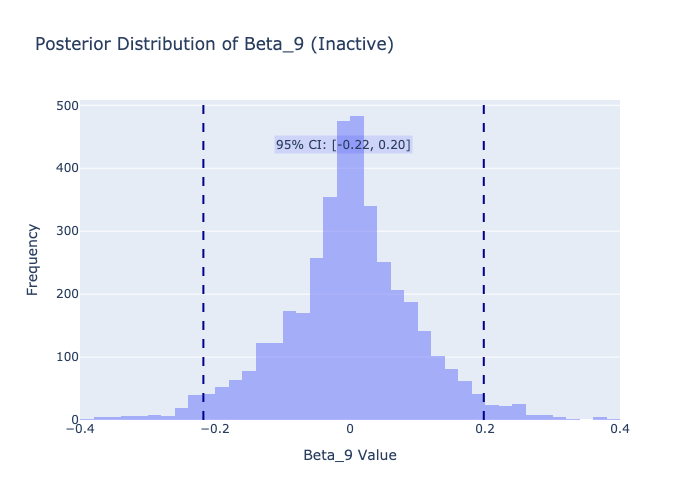 Posterior Distribution of Beta_9 (Inactive)
500
95% CI: [-0.22, 0.20]
400
300
Frequency
200
100
0
−0.4
−0.2
0
0.2
0.4
Beta_9 Value